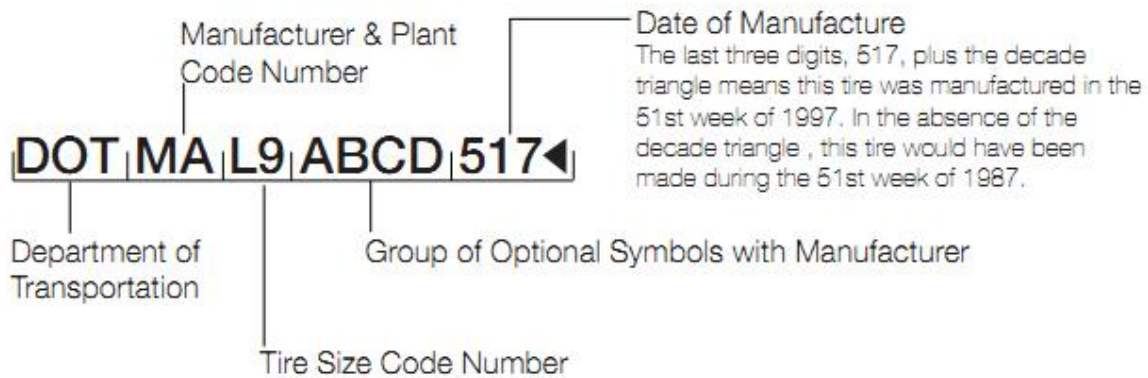 Manufacturer & Plant
Code Number
Date of Manufacture
The last three digits, 517, plus the decade
triangle means this tire was manufactured in the
51st week of 1997. In the absence of the
decade triangle , this tire would have been
made during the 51st week of 1987.
DOT MA L9 ABCD 517◀
Department of
Transportation
Group of Optional Symbols with Manufacturer
Tire Size Code Number